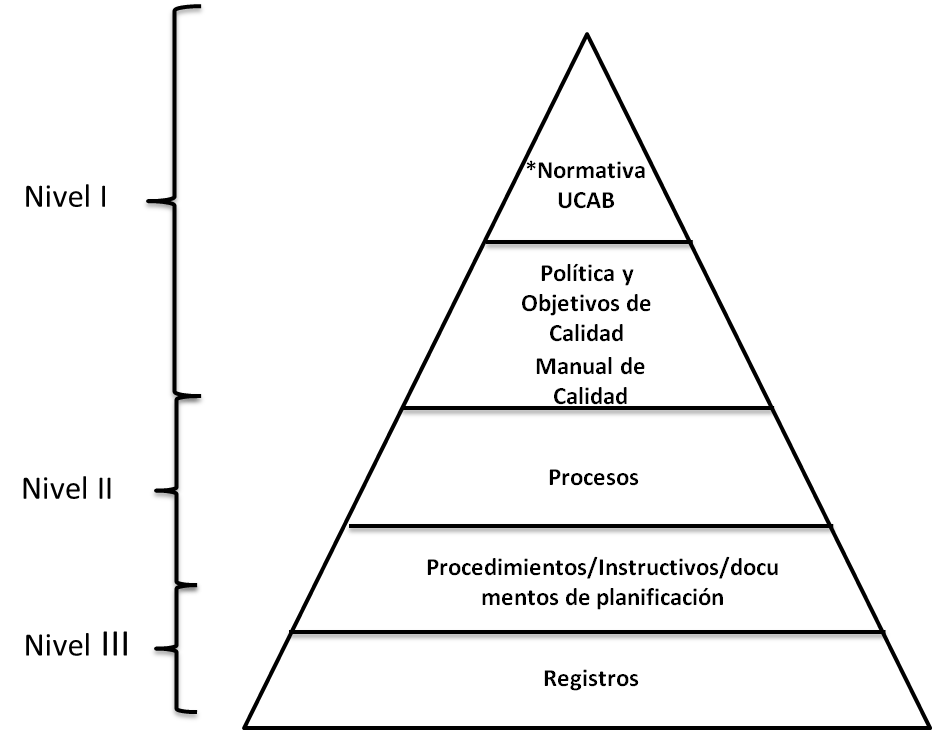 Nivel I
*Normativa
UCAB
Política y
Objetivos de
Calidad
Manual de
Calidad
Nivel II
Procesos
Procedimientos/Instructivos/docu
mentos de planificación
Nivel III
Registros